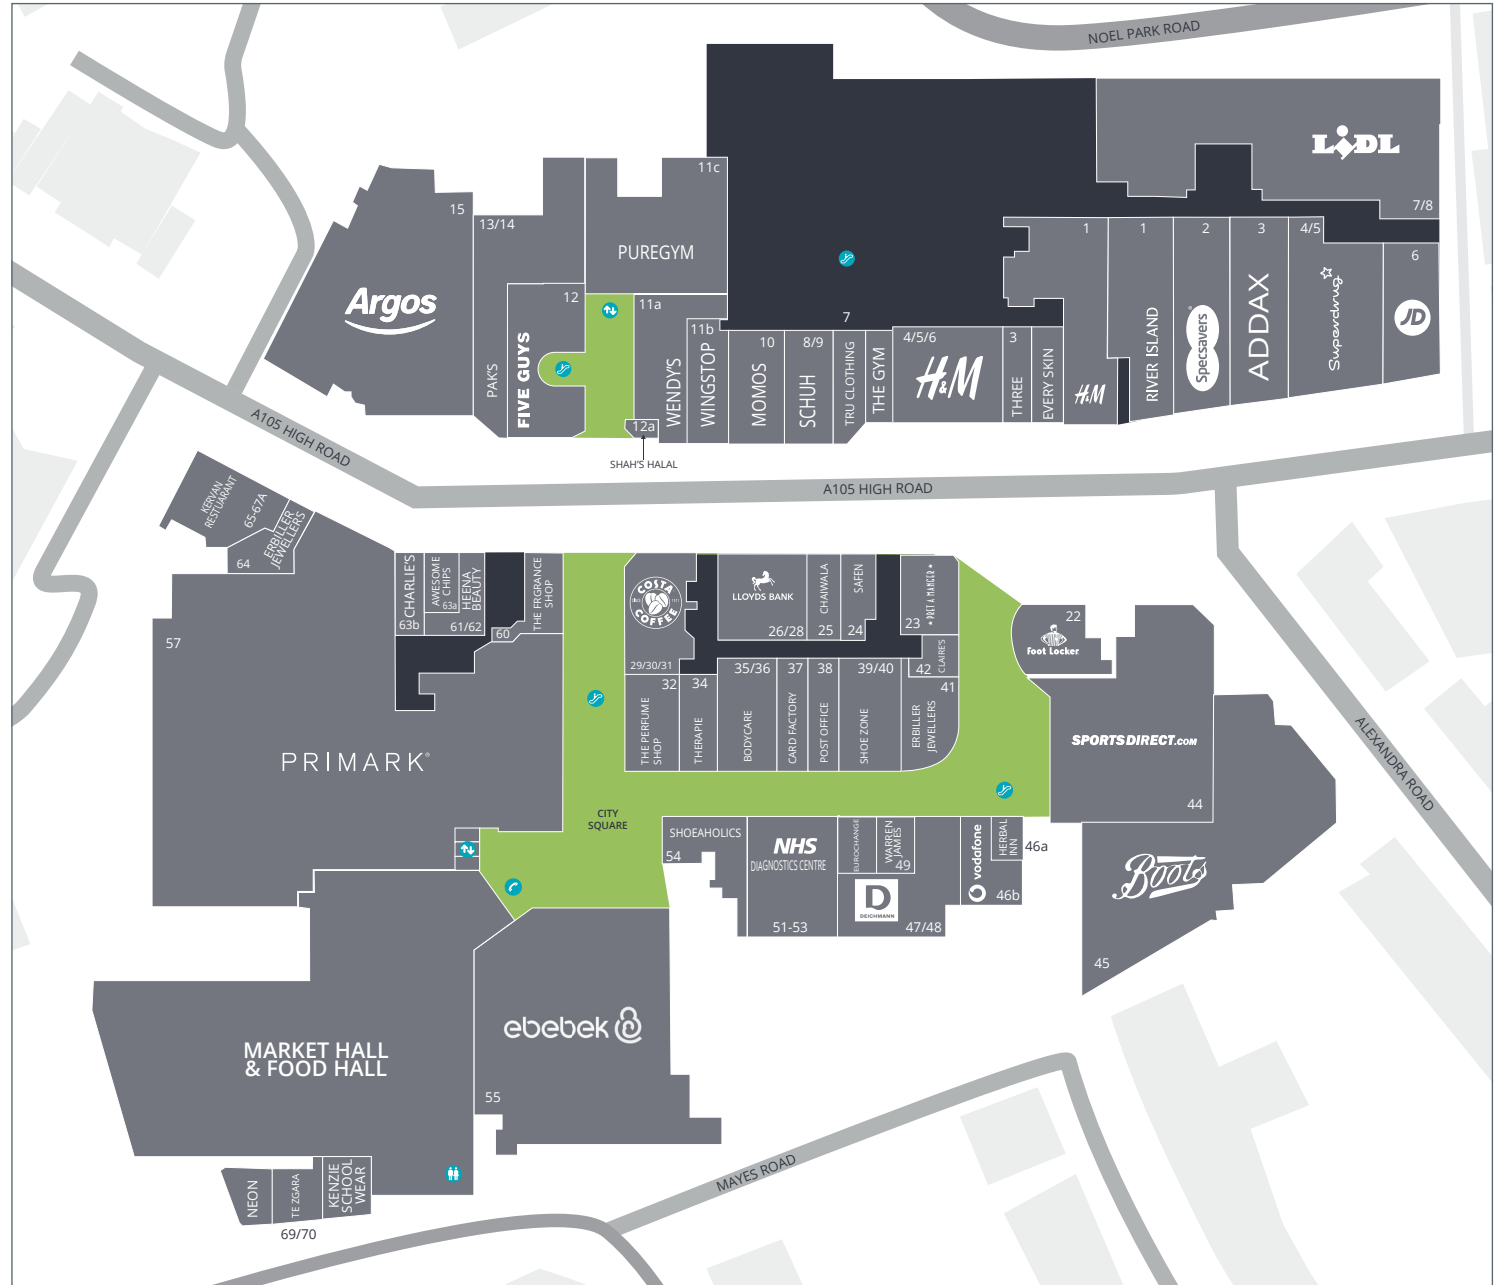 NOEL PARK ROAD
LIDL
7/8
11c
PUREGYM
15
13/14
Argos
PAK'S
12
FIVE GUYS
11a
WENDY'S
11b
WINGSTOP
12a
SHAH'S HALAL
10
MOMOS
8/9
SCHUH
7
TRU CLOTHING
THE GYM
4/5/6
H&M
3
THREE
EVERY SKIN
1
H&M
1
RIVER ISLAND
2
Specsavers
3
ADDAX
4/5
Superdrug
6
JD
A105 HIGH ROAD
A105 HIGH ROAD
ALEXANDRA ROAD
KERVAN
RESTUARANT
65-67A
ERBILLER
JEWELLERS
64
57
PRIMARK®
CHARLIE'S
63b
AWESOME
CHIPS
63a
HEENA
BEAUTY
61/62
60
THE FRGRANCE
SHOP
COSTA
COFFEE
29/30/31
LLOYDS BANK
26/28
CHAIWALA
25
SAFEN
24
23
PRET A MANGER
CLAIRE'S
42
32
THE PERFUME
SHOP
34
THERAPIE
35/36
BODYCARE
37
CARD FACTORY
38
POST OFFICE
39/40
SHOE ZONE
41
ERBILLER
JEWELLERS
22
Foot Locker
SPORTSDIRECT.COM
44
Boots
45
CITY
SQUARE
SHOEAHOLICS
54
NHS
DIAGNOSTICS CENTRE
51-53
EUROCHANGE
WARREN
JAMES
49
D
DEICHMANN
47/48
vodafone
46b
HERBAL
INN
46a
ebebek
55
MARKET HALL
& FOOD HALL
NEON
TE ZGARA
KENZIE
SCHOOL
WEAR
69/70
MAYES ROAD